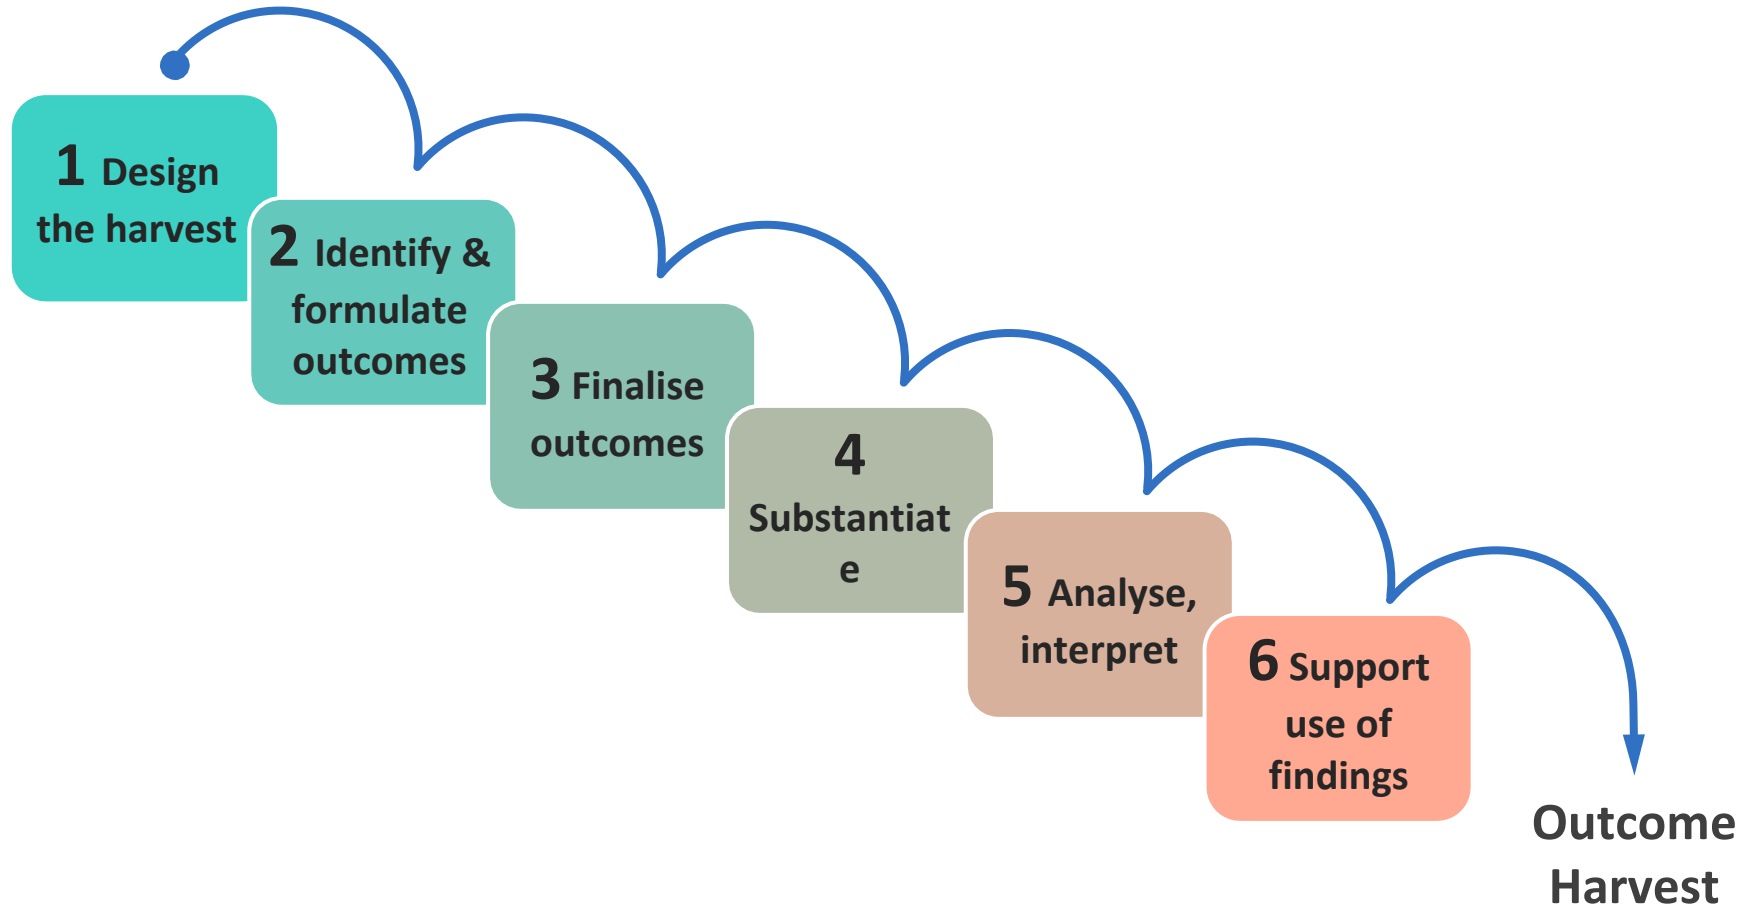 1 Design
the harvest
2 Identify &
formulate
outcomes
3 Finalise
outcomes
4
Substantiat
e
5 Analyse,
interpret
6 Support
use of
findings
Outcome
Harvest